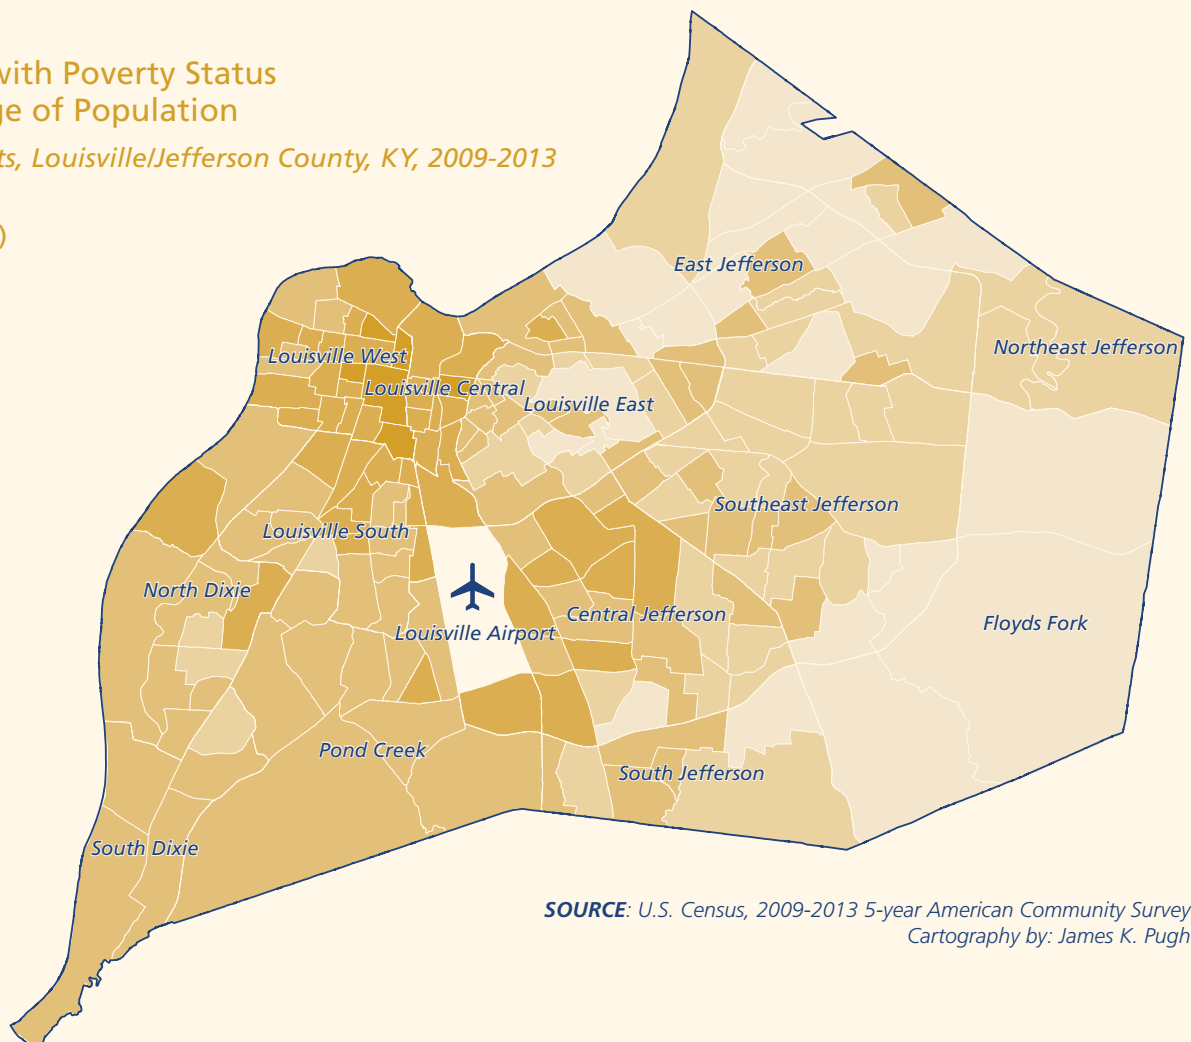 with Poverty Status
ge of Population
ts, Louisville/Jefferson County, KY, 2009-2013
)
East Jefferson
Northeast Jefferson
Louisville West
Louisville Central
Louisville East
Southeast Jefferson
Louisville South
North Dixie
Central Jefferson
Floyds Fork
Louisville Airport
Pond Creek
South Jefferson
South Dixie
SOURCE: U.S. Census, 2009-2013 5-year American Community Survey
Cartography by: James K. Pugh